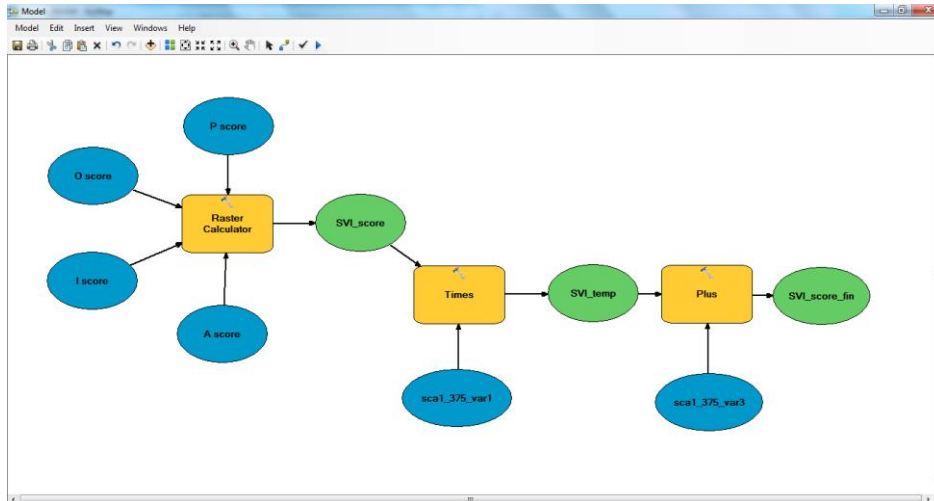 Model
Model Edit Insert View Windows Help
P score
O score
Raster
Calculator
SVI_score
I score
Times
SVI_temp
Plus
SVI_score_fin
A score
sca1_375_var1
sca1_375_var3